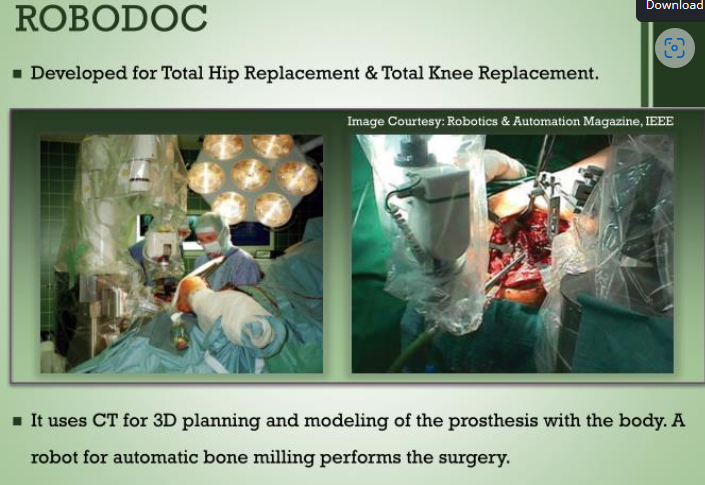 Download
ROBODOC
Developed for Total Hip Replacement & Total Knee Replacement.
Image Courtesy: Robotics & Automation Magazine, IEEE
It uses CT for 3D planning and modeling of the prosthesis with the body. A
robot for automatic bone milling performs the surgery.